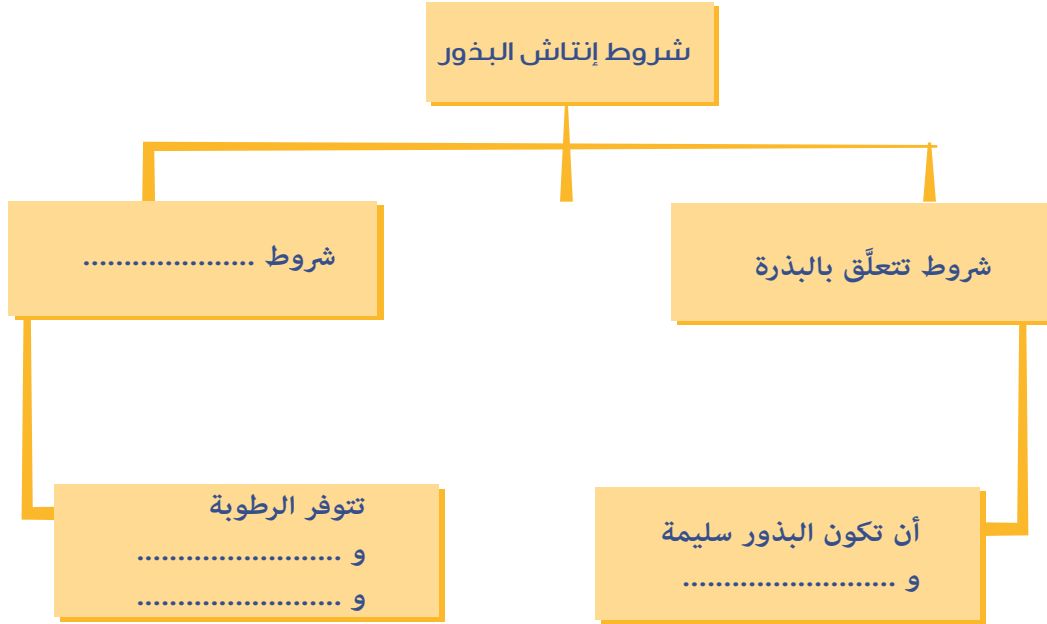 شروط إنتاش البذور
شروط تتعلَّق بالبذرة
شروط .....................
أن تكون البذور سليمة
و ..........................
تتوفر الرطوبة
و .........................
و .........................